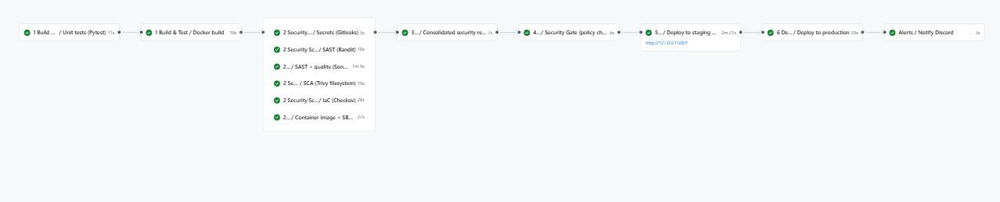 1 Build ... / Unit tests (Pytest) 11s
1 Build & Test / Docker build 19s
2 Security... / Secrets (Gitleaks) 5s
2 Security Sc... / SAST (Bandit) 10s
2... / SAST + quality (Son... 1m 9s
2 Se... / SCA (Trivy filesystem) 19s
2 Security Sc... / IaC (Checkov) 28s
2... / Container image + SB... 27s
3... / Consolidated security re... 7s
4... / Security Gate (policy ch... 6s
5... / Deploy to staging ... 2m 21s
http://127.0.0.1:5001
6 De... / Deploy to production 29s
Alerts / Notify Discord 3s